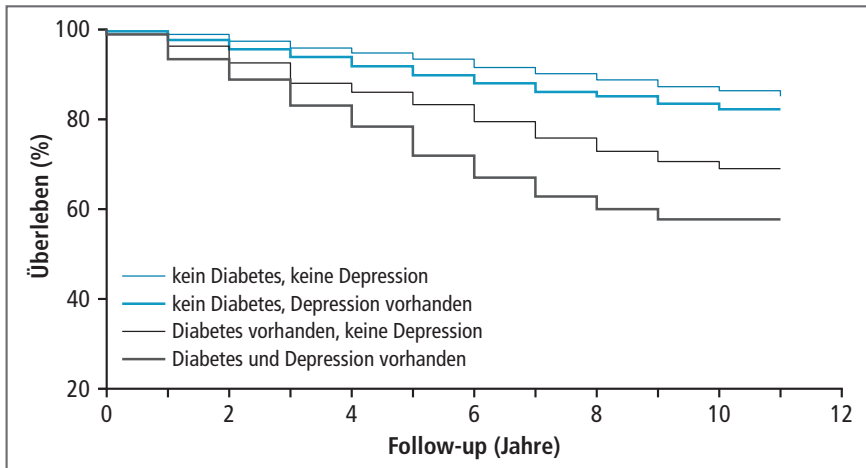 100
80
60
40
20
Überleben (%)
kein Diabetes, keine Depression
kein Diabetes, Depression vorhanden
Diabetes vorhanden, keine Depression
Diabetes und Depression vorhanden
0 2 4 6 8 10 12
Follow-up (Jahre)